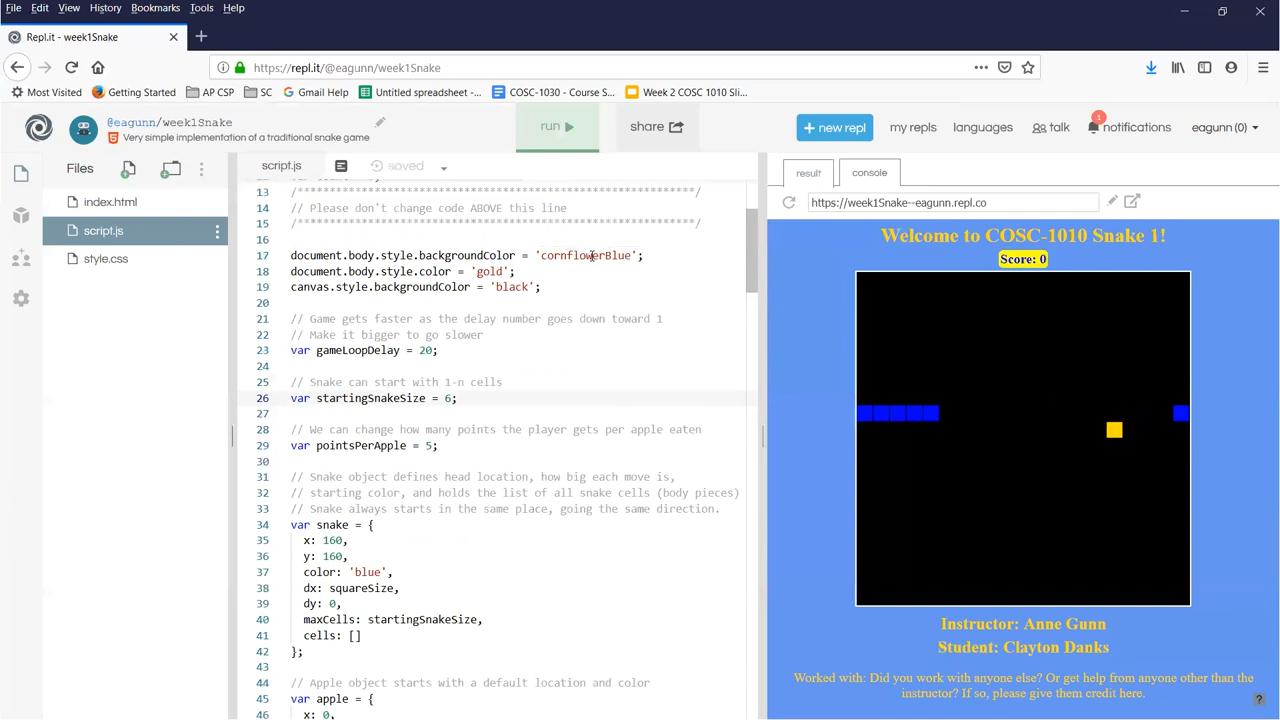 File Edit View History Bookmarks Tools Help
Repl.it - week1Snake
https://repl.it/@eagunn/week1Snake
Most Visited Getting Started AP CSP SC Gmail Help Untitled spreadsheet -... COSC-1030 - Course S... Week 2 COSC 1010 Sli...
@eagunn/week1Snake
Very simple implementation of a traditional snake game
run share + new repl my repls languages talk 1 notifications eagunn (0)
Files script.js saved result console
index.html
script.js
style.css
https://week1Snake--eagunn.repl.co
13 /***************************************************************/
14 // Please don't change code ABOVE this line
15 /***************************************************************/
16
17 document.body.style.backgroundColor = 'cornflowerBlue';
18 document.body.style.color = 'gold';
19 canvas.style.backgroundColor = 'black';
20
21 // Game gets faster as the delay number goes down toward 1
22 // Make it bigger to go slower
23 var gameLoopDelay = 20;
24
25 // Snake can start with 1-n cells
26 var startingSnakeSize = 6;
27
28 // We can change how many points the player gets per apple eaten
29 var pointsPerApple = 5;
30
31 // Snake object defines head location, how big each move is,
32 // starting color, and holds the list of all snake cells (body pieces)
33 // Snake always starts in the same place, going the same direction.
34 var snake = {
35 x: 160,
36 y: 160,
37 color: 'blue',
38 dx: squareSize,
39 dy: 0,
40 maxCells: startingSnakeSize,
41 cells: []
42 };
43
44 // Apple object starts with a default location and color
45 var apple = {
46 x: 0,
Welcome to COSC-1010 Snake 1!
Score: 0
Instructor: Anne Gunn
Student: Clayton Danks
Worked with: Did you work with anyone else? Or get help from anyone other than the
instructor? If so, please give them credit here.
?